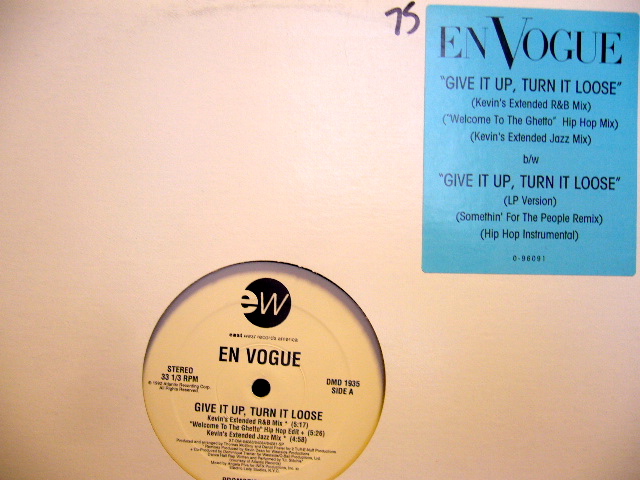 75
EN VOGUE
"GIVE IT UP, TURN IT LOOSE"
(Kevin's Extended R&B Mix)
("Welcome To The Ghetto" Hip Hop Mix)
(Kevin's Extended Jazz Mix)
b/w
"GIVE IT UP, TURN IT LOOSE"
(LP Version)
(Somethin' For The People Remix)
(Hip Hop Instrumental)
0-96091
ew
east west records america
EN VOGUE
STEREO
33 1/3 RPM
DMD 1935
SIDE A
GIVE IT UP, TURN IT LOOSE
Kevin's Extended R&B Mix * (5:17)
"Welcome To The Ghetto" Hip Hop Edit + (5:26)
Kevin's Extended Jazz Mix * (4:58)